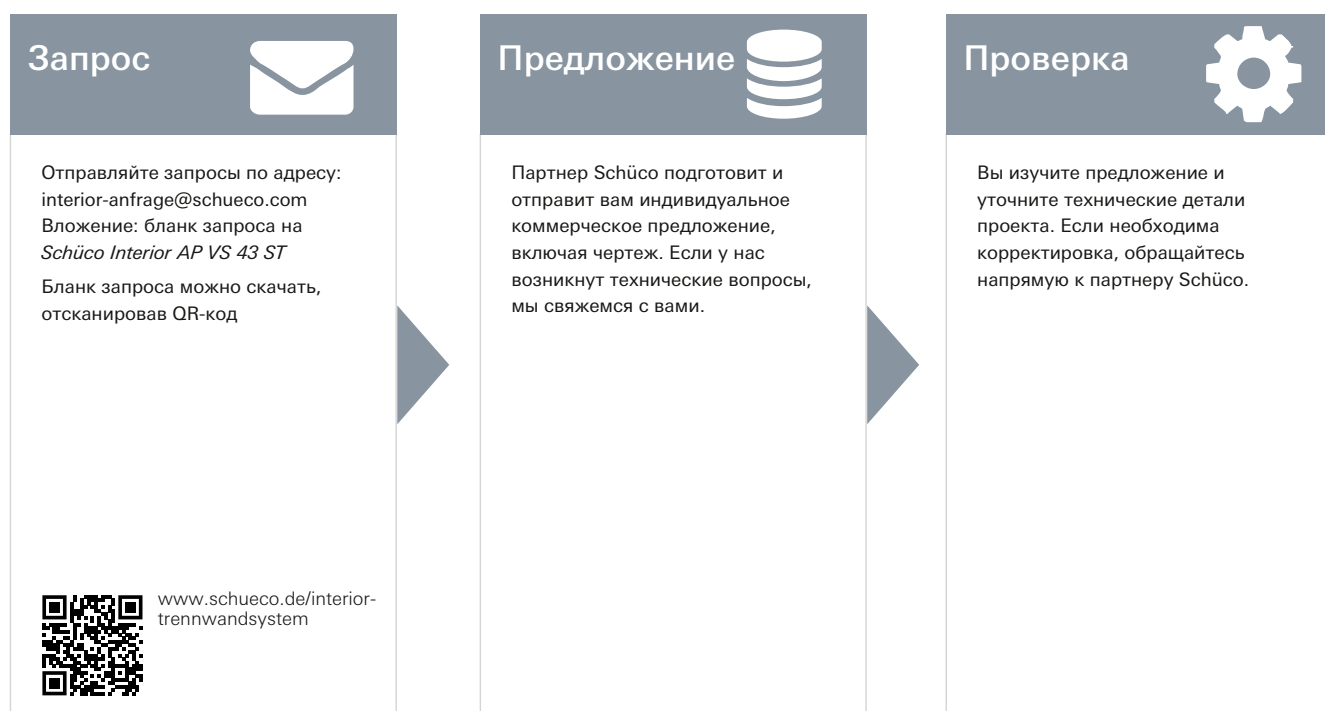 Запрос
Отправляйте запросы по адресу:
interior-anfrage@schueco.com
Вложение: бланк запроса на
Schüco Interior AP VS 43 ST
Бланк запроса можно скачать,
отсканировав QR-код
www.schueco.de/interior-
trennwandsystem
Предложение
Партнер Schüco подготовит и
отправит вам индивидуальное
коммерческое предложение,
включая чертеж. Если у нас
возникнут технические вопросы,
мы свяжемся с вами.
Проверка
Вы изучите предложение и
уточните технические детали
проекта. Если необходима
корректировка, обращайтесь
напрямую к партнеру Schüco.